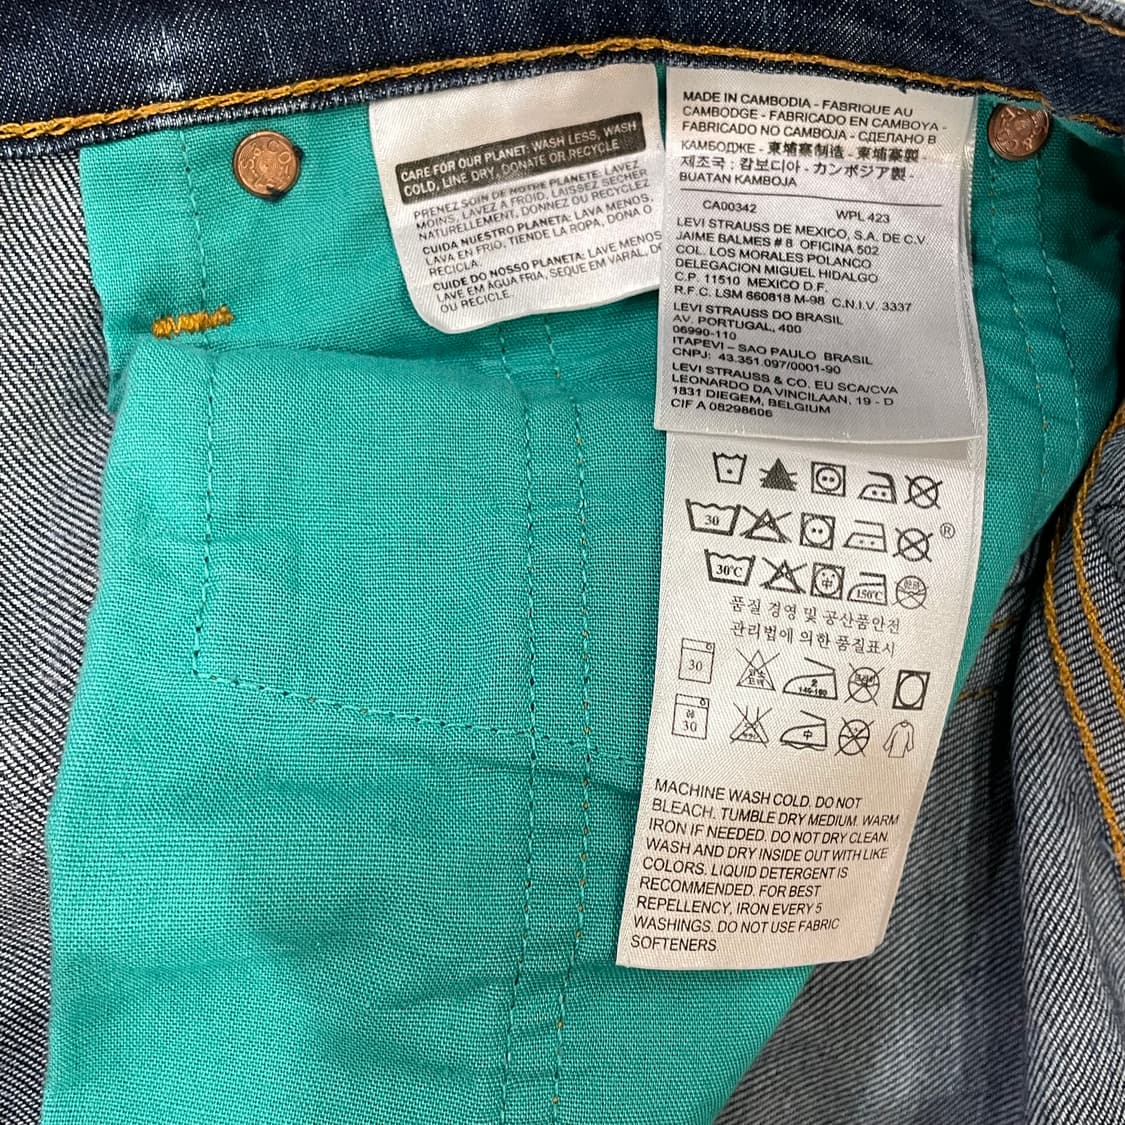 CARE FOR OUR PLANET: WASH LESS, WASH
COLD, LINE DRY, DONATE OR RECYCLE
PRENEZ SOIN DE NOTRE PLANETE: LAVEZ
MOINS, LAVEZ A FROID, LAISSEZ SECHER
NATURELLEMENT, DONNEZ OU RECYCLEZ
CUIDA NUESTRO PLANETA: LAVA MENOS,
LAVA EN FRIO, TIENDE LA ROPA, DONA O
RECICLA.
CUIDE DO NOSSO PLANETA: LAVE MENOS
LAVE EM AGUA FRIA, SEQUE EM VARAL,
OU RECICLE.
MADE IN CAMBODIA - FABRIQUE AU
CAMBODGE - FABRICADO EN CAMBOYA -
FABRICADO NO CAMBOJA - СДЕЛАНО В
КАМБОДЖЕ - 柬埔寨制造 - 柬埔寨製 -
제조국 : 캄보디아 - カンボジア製 -
BUATAN KAMBOJA
CA00342 WPL 423
LEVI STRAUSS DE MEXICO, S.A. DE C.V.
JAIME BALMES # 8 OFICINA 502
COL. LOS MORALES POLANCO
DELEGACION MIGUEL HIDALGO
C.P. 11510 MEXICO D.F.
R.F.C. LSM 660818 M-98 C.N.I.V. 3337
LEVI STRAUSS DO BRASIL
AV. PORTUGAL, 400
06990-110
ITAPEVI – SAO PAULO BRASIL
CNPJ: 43.351.097/0001-90
LEVI STRAUSS & CO. EU SCA/CVA
LEONARDO DA VINCILAAN, 19 - D
1831 DIEGEM, BELGIUM
CIF A 08298606
30 ®
30°C 中 150°C
품질 경영 및 공산품안전
관리법에 의한 품질표시
30 2 140-160
30 中
MACHINE WASH COLD. DO NOT
BLEACH. TUMBLE DRY MEDIUM. WARM
IRON IF NEEDED. DO NOT DRY CLEAN.
WASH AND DRY INSIDE OUT WITH LIKE
COLORS. LIQUID DETERGENT IS
RECOMMENDED. FOR BEST
REPELLENCY, IRON EVERY 5
WASHINGS. DO NOT USE FABRIC
SOFTENERS